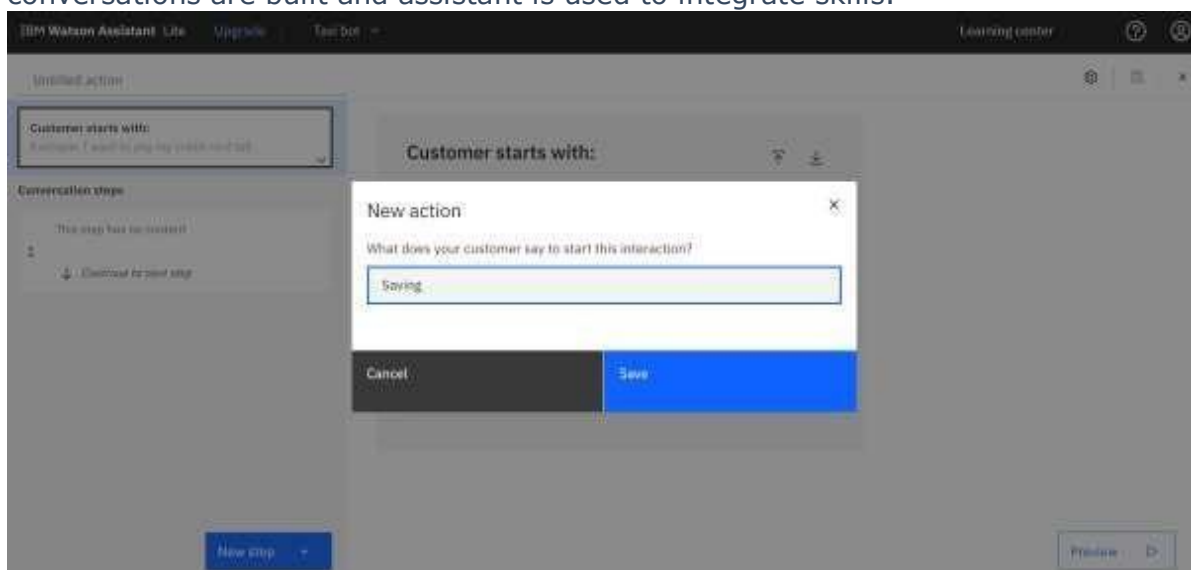 conversations are built and assistant is used to integrate skills.
IBM Watson Assistant Lite Upgrade Taxi bot Learning center
Untitled action
Customer starts with:
Customer starts with:
Conversation steps
New action
What does your customer say to start this interaction?
This step has no content
Saving
Continue to next step
Cancel Save
New step Preview